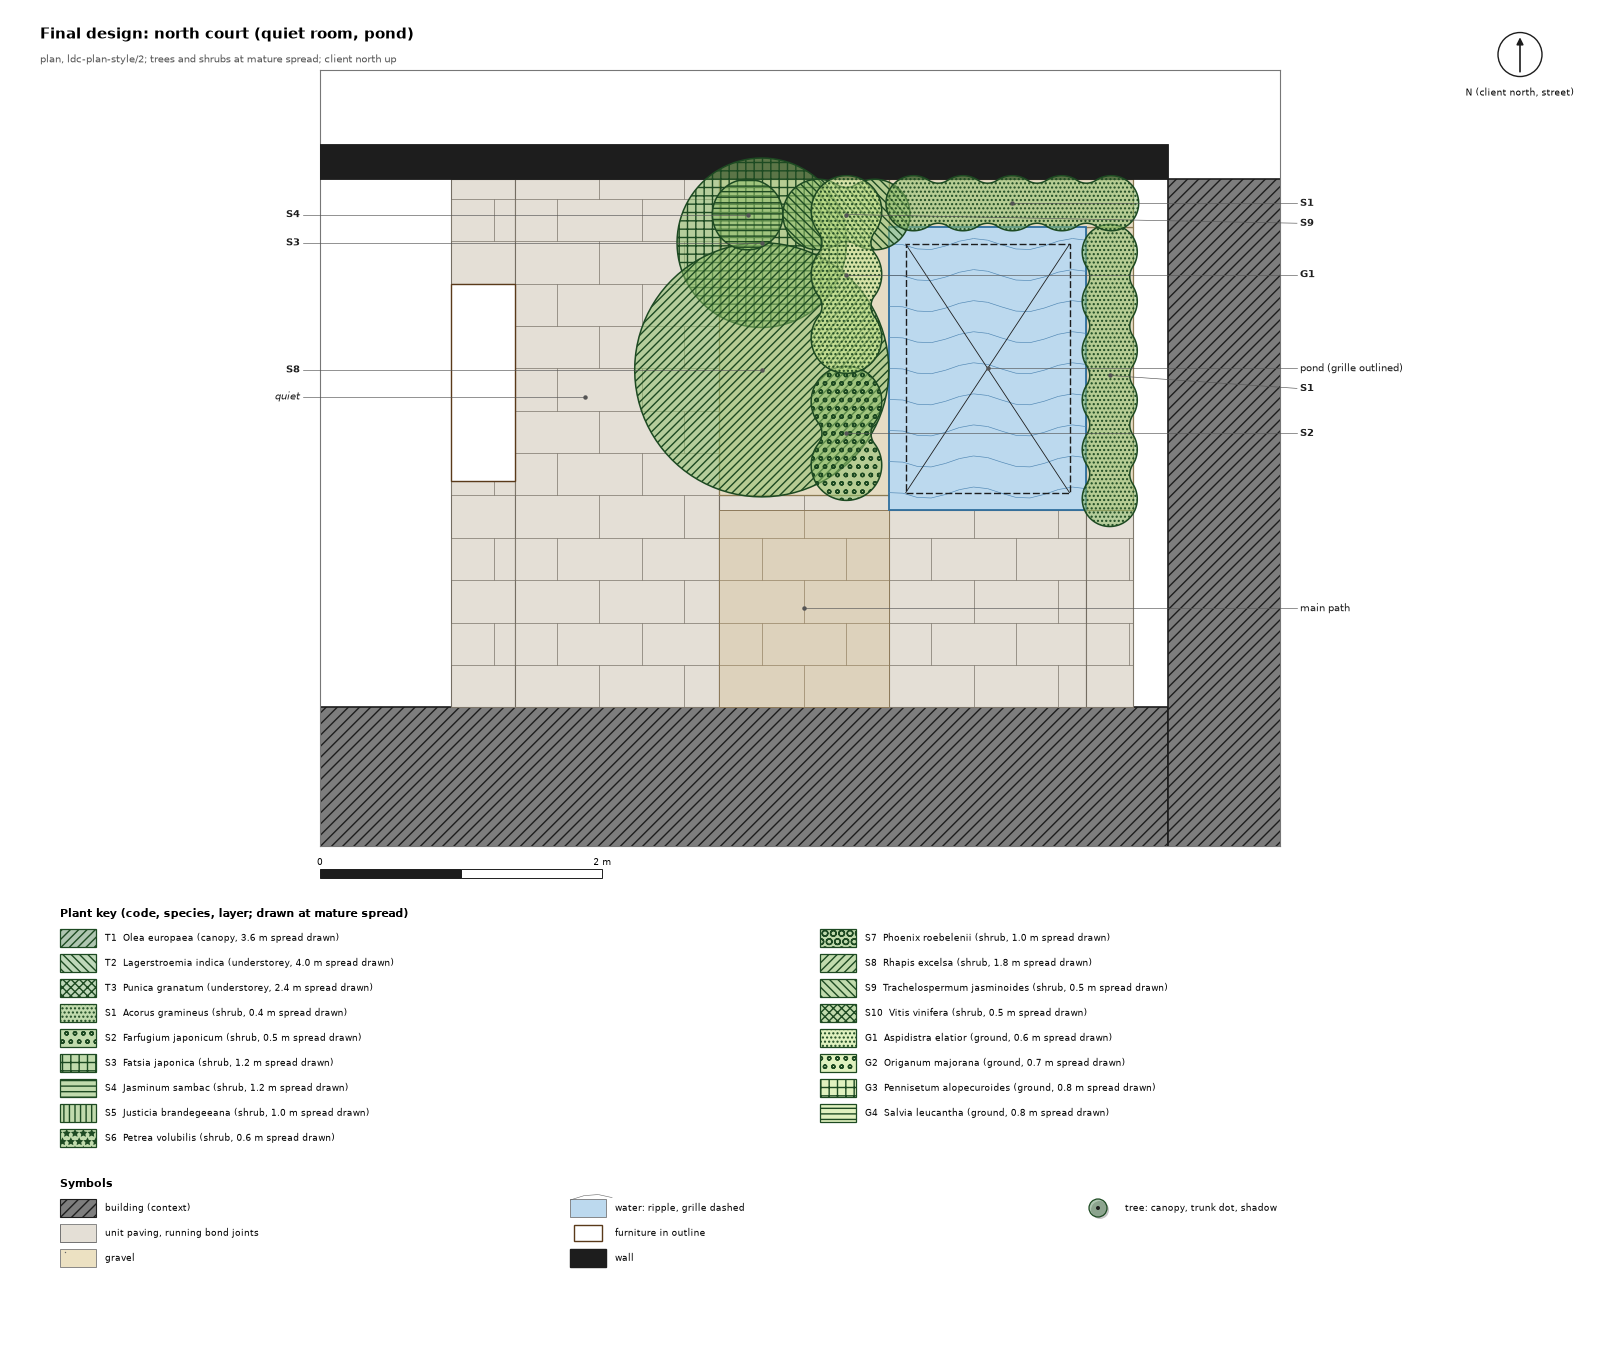 Final design: north court (quiet room, pond)
plan, ldc-plan-style/2; trees and shrubs at mature spread; client north up
N (client north, street)
S4
S3
S8
quiet
S1
S9
G1
pond (grille outlined)
S1
S2
main path
0
2 m
Plant key (code, species, layer; drawn at mature spread)
T1 Olea europaea (canopy, 3.6 m spread drawn)
T2 Lagerstroemia indica (understorey, 4.0 m spread drawn)
T3 Punica granatum (understorey, 2.4 m spread drawn)
S1 Acorus gramineus (shrub, 0.4 m spread drawn)
S2 Farfugium japonicum (shrub, 0.5 m spread drawn)
S3 Fatsia japonica (shrub, 1.2 m spread drawn)
S4 Jasminum sambac (shrub, 1.2 m spread drawn)
S5 Justicia brandegeeana (shrub, 1.0 m spread drawn)
S6 Petrea volubilis (shrub, 0.6 m spread drawn)
S7 Phoenix roebelenii (shrub, 1.0 m spread drawn)
S8 Rhapis excelsa (shrub, 1.8 m spread drawn)
S9 Trachelospermum jasminoides (shrub, 0.5 m spread drawn)
S10 Vitis vinifera (shrub, 0.5 m spread drawn)
G1 Aspidistra elatior (ground, 0.6 m spread drawn)
G2 Origanum majorana (ground, 0.7 m spread drawn)
G3 Pennisetum alopecuroides (ground, 0.8 m spread drawn)
G4 Salvia leucantha (ground, 0.8 m spread drawn)
Symbols
building (context)
unit paving, running bond joints
gravel
water: ripple, grille dashed
furniture in outline
wall
tree: canopy, trunk dot, shadow